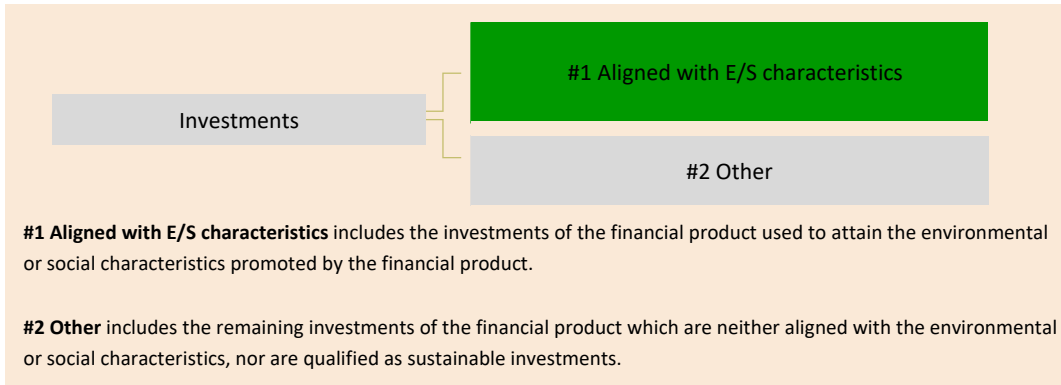 #1 Aligned with E/S characteristics
Investments
#2 Other
#1 Aligned with E/S characteristics includes the investments of the financial product used to attain the environmental
or social characteristics promoted by the financial product.
#2 Other includes the remaining investments of the financial product which are neither aligned with the environmental
or social characteristics, nor are qualified as sustainable investments.